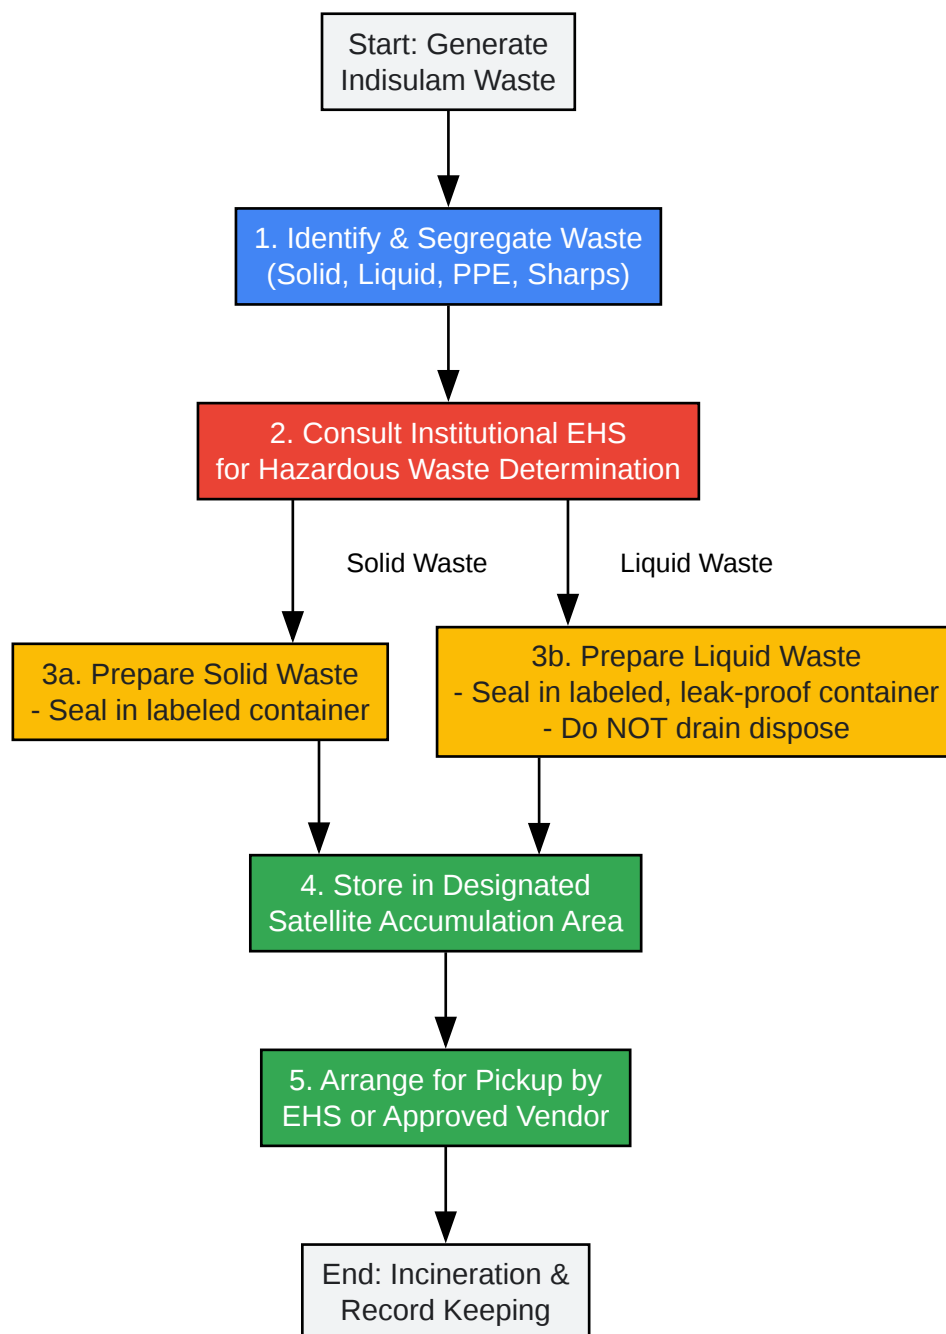 Start: Generate
Indisulam Waste
1. Identify & Segregate Waste
(Solid, Liquid, PPE, Sharps)
2. Consult Institutional EHS
for Hazardous Waste Determination
Solid Waste
Liquid Waste
3a. Prepare Solid Waste
- Seal in labeled container
3b. Prepare Liquid Waste
- Seal in labeled, leak-proof container
- Do NOT drain dispose
4. Store in Designated
Satellite Accumulation Area
5. Arrange for Pickup by
EHS or Approved Vendor
End: Incineration &
Record Keeping